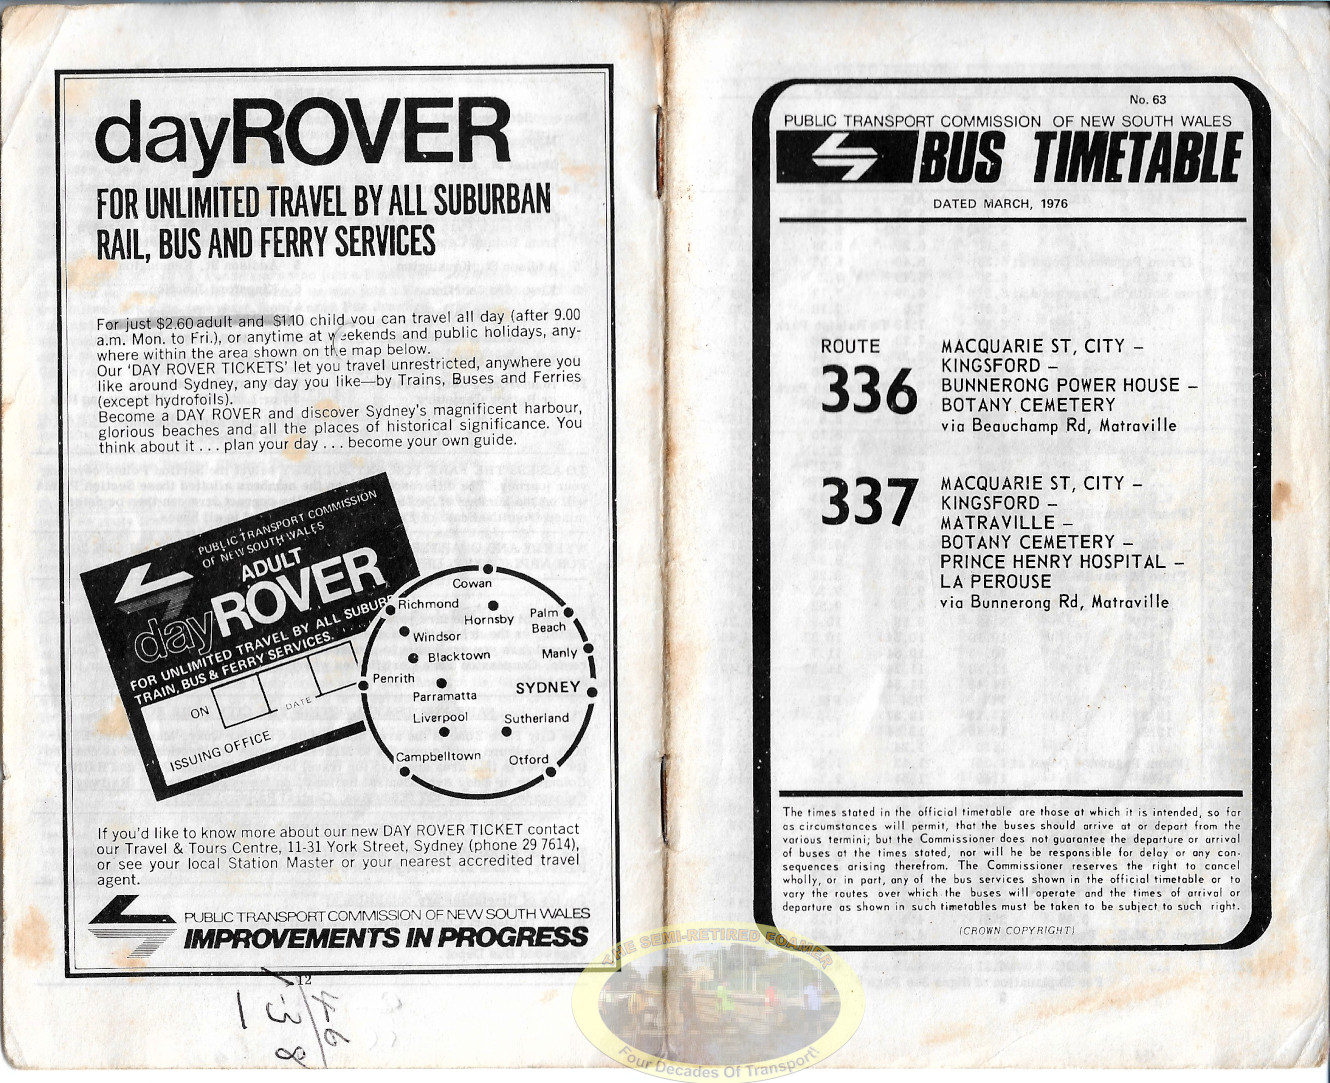 dayROVER
FOR UNLIMITED TRAVEL BY ALL SUBURBAN
RAIL, BUS AND FERRY SERVICES
For just $2.60 adult and $1.10 child you can travel all day (after 9.00
a.m. Mon. to Fri.), or anytime at weekends and public holidays, any-
where within the area shown on the map below.
Our 'DAY ROVER TICKETS' let you travel unrestricted, anywhere you
like around Sydney, any day you like—by Trains, Buses and Ferries
(except hydrofoils).
Become a DAY ROVER and discover Sydney's magnificent harbour,
glorious beaches and all the places of historical significance. You
think about it . . . plan your day . . . become your own guide.
PUBLIC TRANSPORT COMMISSION
OF NEW SOUTH WALES
ADULT
dayROVER
FOR UNLIMITED TRAVEL BY ALL SUBURB
TRAIN, BUS & FERRY SERVICES.
ON
DATE
ISSUING OFFICE
Cowan
Richmond
Hornsby
Palm
Beach
Windsor
Blacktown
Manly
Penrith
Parramatta
SYDNEY
Liverpool
Sutherland
Campbelltown
Otford
If you'd like to know more about our new DAY ROVER TICKET contact
our Travel & Tours Centre, 11-31 York Street, Sydney (phone 29 7614),
or see your local Station Master or your nearest accredited travel
agent.
PUBLIC TRANSPORT COMMISSION OF NEW SOUTH WALES
IMPROVEMENTS IN PROGRESS
12
No. 63
PUBLIC TRANSPORT COMMISSION OF NEW SOUTH WALES
BUS TIMETABLE
DATED MARCH, 1976
ROUTE
336
MACQUARIE ST, CITY –
KINGSFORD –
BUNNERONG POWER HOUSE –
BOTANY CEMETERY
via Beauchamp Rd, Matraville
337
MACQUARIE ST, CITY –
KINGSFORD –
MATRAVILLE –
BOTANY CEMETERY –
PRINCE HENRY HOSPITAL –
LA PEROUSE
via Bunnerong Rd, Matraville
The times stated in the official timetable are those at which it is intended, so far
as circumstances will permit, that the buses should arrive at or depart from the
various termini; but the Commissioner does not guarantee the departure or arrival
of buses at the times stated, nor will he be responsible for delay or any con-
sequences arising therefrom. The Commissioner reserves the right to cancel
wholly, or in part, any of the bus services shown in the official timetable or to
vary the routes over which the buses will operate and the times of arrival or
departure as shown in such timetables must be taken to be subject to such right.
(CROWN COPYRIGHT)
THE SEMI-RETIRED FOAMER
Four Decades Of Transport!